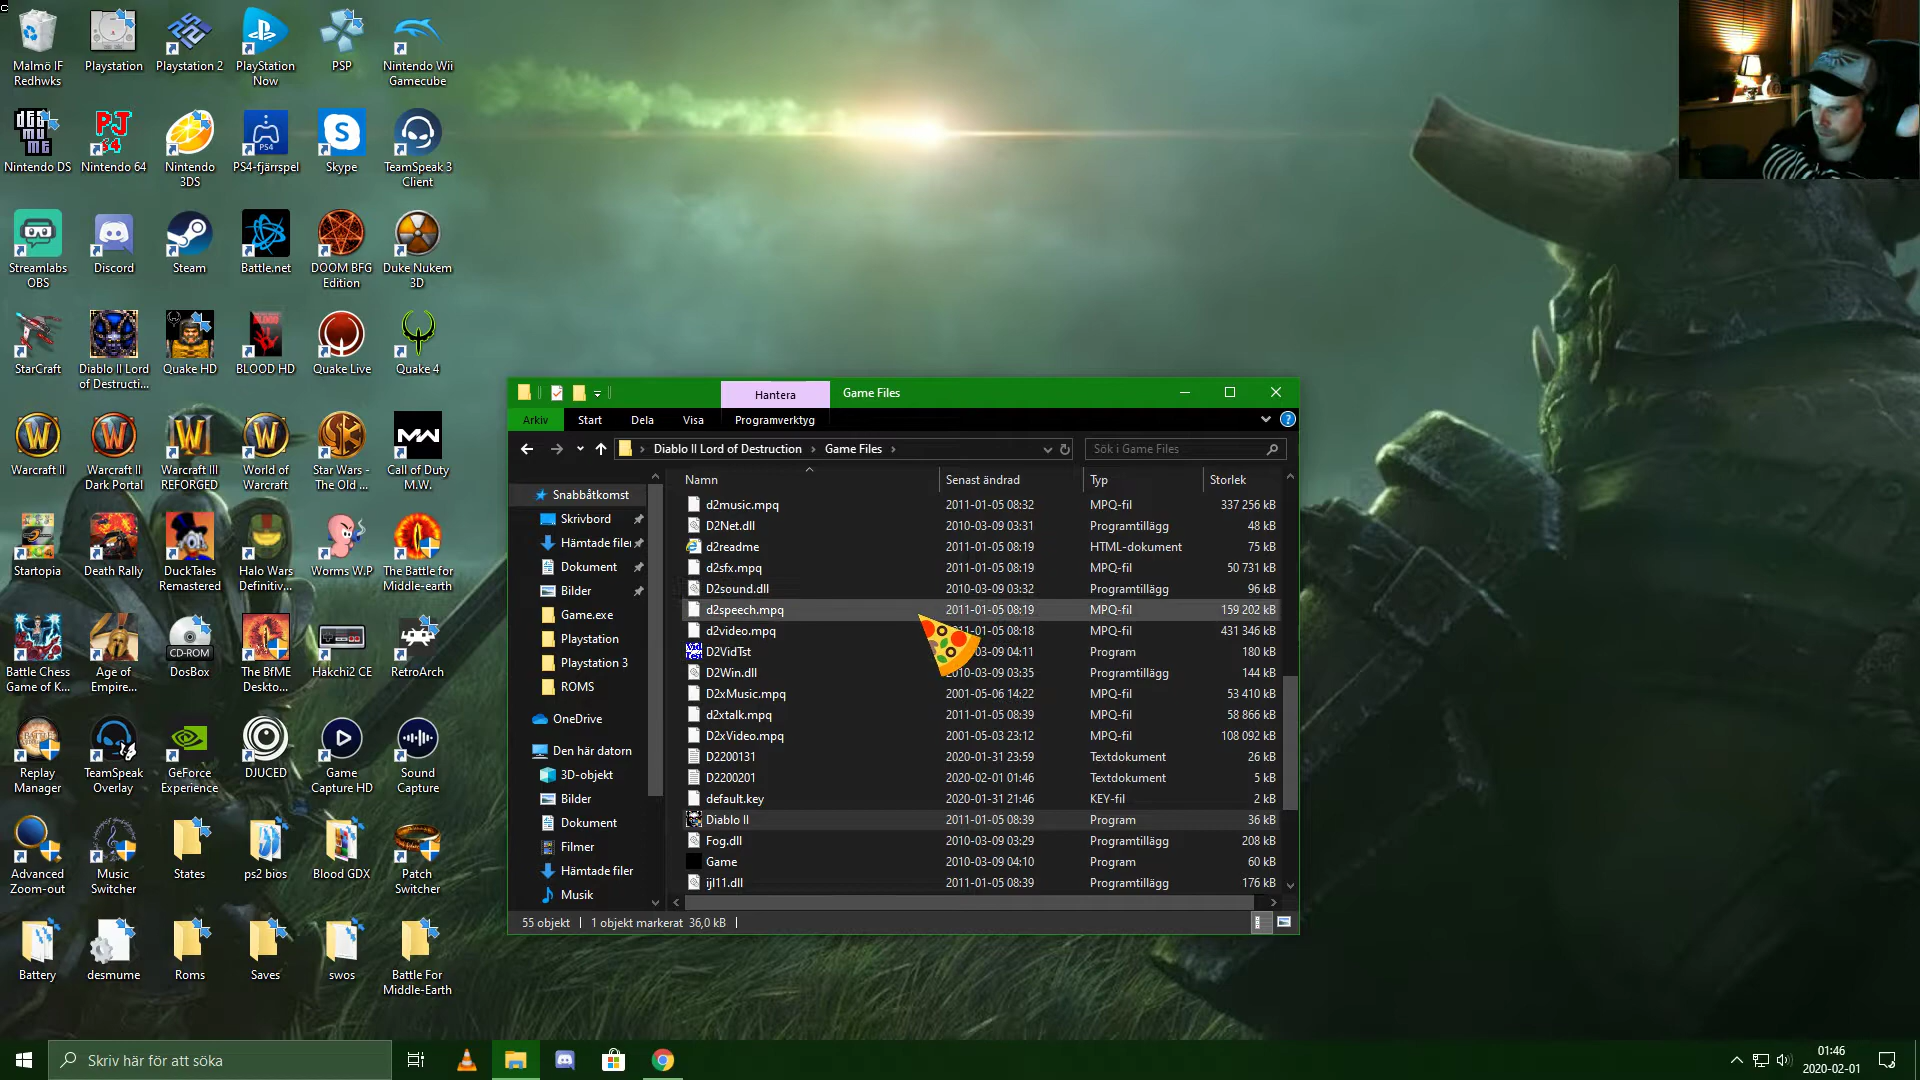 Malmö IF
Redhwks
Playstation
Playstation 2
PlayStation
Now
PSP
Nintendo Wii
Gamecube
Nintendo DS
Nintendo 64
Nintendo
3DS
PS4-fjärrspel
Skype
TeamSpeak 3
Client
Streamlabs
OBS
Discord
Steam
Battle.net
DOOM BFG
Edition
Duke Nukem
3D
StarCraft
Diablo II Lord
of Destructi...
Quake HD
BLOOD HD
Quake Live
Quake 4
Warcraft II
Warcraft II
Dark Portal
Warcraft III
REFORGED
World of
Warcraft
Star Wars -
The Old ...
Call of Duty
M.W.
Startopia
Death Rally
DuckTales
Remastered
Halo Wars
Definitiv...
Worms W.P
The Battle for
Middle-earth
Battle Chess
Game of K...
Age of
Empire...
DosBox
The BfME
Deskto...
Hakchi2 CE
RetroArch
Replay
Manager
TeamSpeak
Overlay
GeForce
Experience
DJUCED
Game
Capture HD
Sound
Capture
Advanced
Zoom-out
Music
Switcher
States
ps2 bios
Blood GDX
Patch
Switcher
Battery
desmume
Roms
Saves
swos
Battle For
Middle-Earth
Hantera
Game Files
Arkiv
Start
Dela
Visa
Programverktyg
Diablo II Lord of Destruction
Game Files
Sök i Game Files
Namn
Senast ändrad
Typ
Storlek
Snabbåtkomst
Skrivbord
Hämtade filer
Dokument
Bilder
Game.exe
Playstation
Playstation 3
ROMS
OneDrive
Den här datorn
3D-objekt
Bilder
Dokument
Filmer
Hämtade filer
Musik
d2music.mpq 2011-01-05 08:32 MPQ-fil 337 256 kB
D2Net.dll 2010-03-09 03:31 Programtillägg 48 kB
d2readme 2011-01-05 08:19 HTML-dokument 75 kB
d2sfx.mpq 2011-01-05 08:19 MPQ-fil 50 731 kB
D2sound.dll 2010-03-09 03:32 Programtillägg 96 kB
d2speech.mpq 2011-01-05 08:19 MPQ-fil 159 202 kB
d2video.mpq 2011-01-05 08:18 MPQ-fil 431 346 kB
D2VidTst 2010-03-09 04:11 Program 180 kB
D2Win.dll 2010-03-09 03:35 Programtillägg 144 kB
D2xMusic.mpq 2001-05-06 14:22 MPQ-fil 53 410 kB
d2xtalk.mpq 2011-01-05 08:39 MPQ-fil 58 866 kB
D2xVideo.mpq 2001-05-03 23:12 MPQ-fil 108 092 kB
D2200131 2020-01-31 23:59 Textdokument 26 kB
D2200201 2020-02-01 01:46 Textdokument 5 kB
default.key 2020-01-31 21:46 KEY-fil 2 kB
Diablo II 2011-01-05 08:39 Program 36 kB
Fog.dll 2010-03-09 03:29 Programtillägg 208 kB
Game 2010-03-09 04:10 Program 60 kB
ijl11.dll 2011-01-05 08:39 Programtillägg 176 kB
55 objekt
1 objekt markerat 36,0 kB
Skriv här för att söka
01:46
2020-02-01